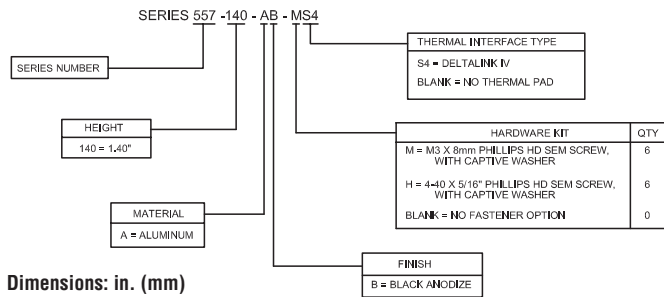 SERIES 557 -140 - AB - MS4
THERMAL INTERFACE TYPE
S4 = DELTALINK IV
BLANK = NO THERMAL PAD
SERIES NUMBER
HEIGHT
140 = 1.40"
HARDWARE KIT QTY
M = M3 X 8mm PHILLIPS HD SEM SCREW, 6
WITH CAPTIVE WASHER
H = 4-40 X 5/16" PHILLIPS HD SEM SCREW, 6
WITH CAPTIVE WASHER
BLANK = NO FASTENER OPTION 0
MATERIAL
A = ALUMINUM
FINISH
B = BLACK ANODIZE
Dimensions: in. (mm)